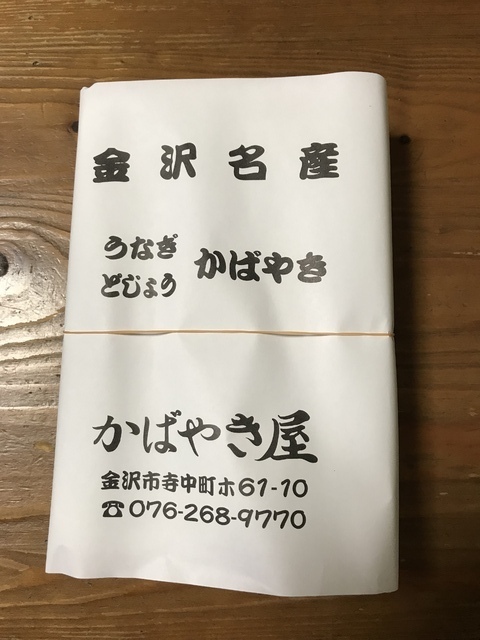 金沢名産
うなぎ
どじょう
かばやき
かばやき屋
金沢市寺中町ホ61-10
☎076-268-9770